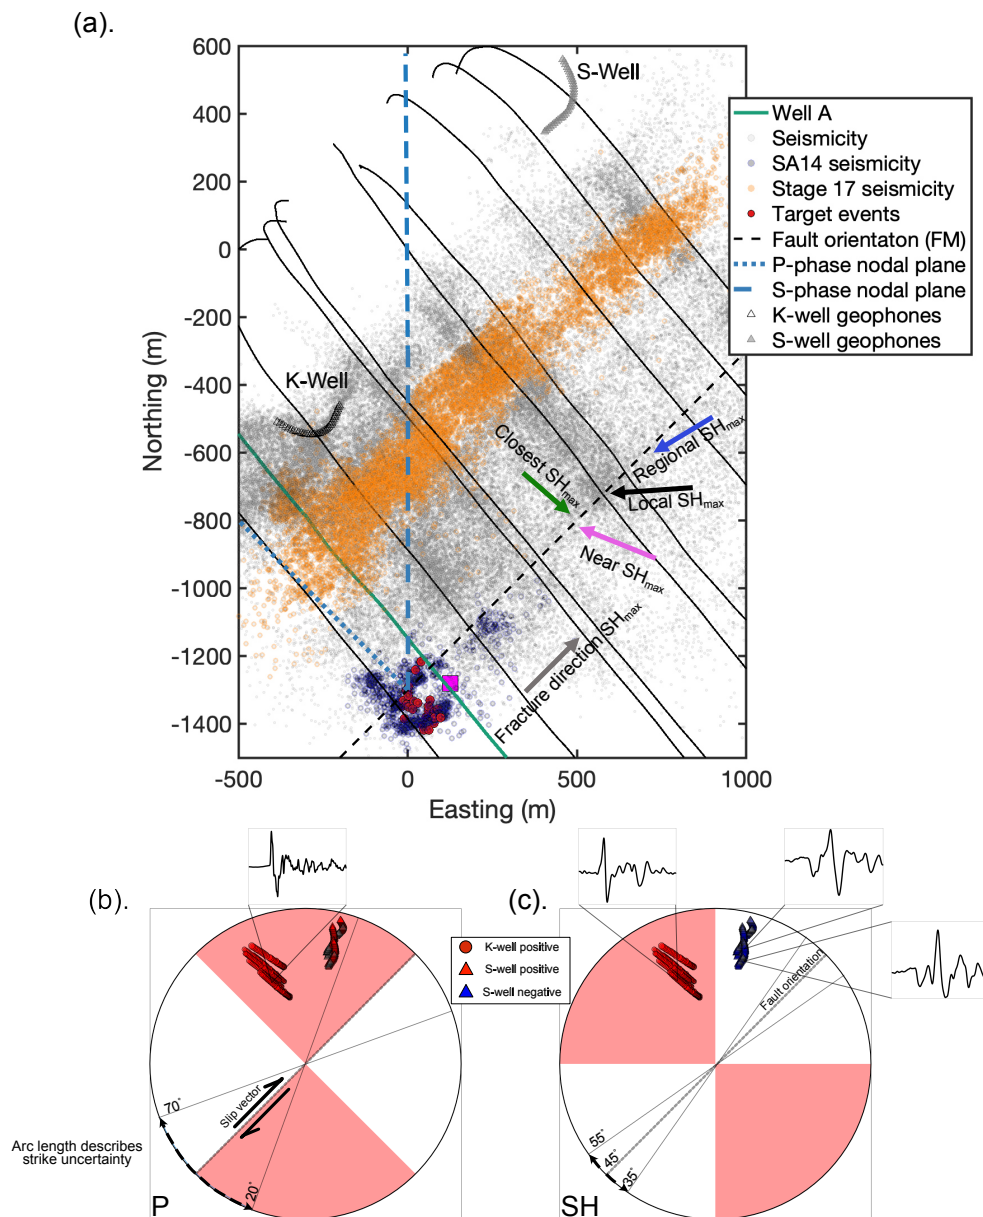 (a).
600
400
200
0
-200
-400
-600
-800
-1000
-1200
-1400
Northing (m)
-500
0
500
1000
Easting (m)
S-Well
K-Well
Closest SHmax
Regional SHmax
Local SHmax
Near SHmax
Fracture direction SHmax
Well A
Seismicity
SA14 seismicity
Stage 17 seismicity
Target events
Fault orientaton (FM)
P-phase nodal plane
S-phase nodal plane
K-well geophones
S-well geophones
(b).
K-well positive
S-well positive
S-well negative
Slip vector
70°
20°
Arc length describes
strike uncertainty
P
(c).
Fault orientation
55°
45°
35°
SH